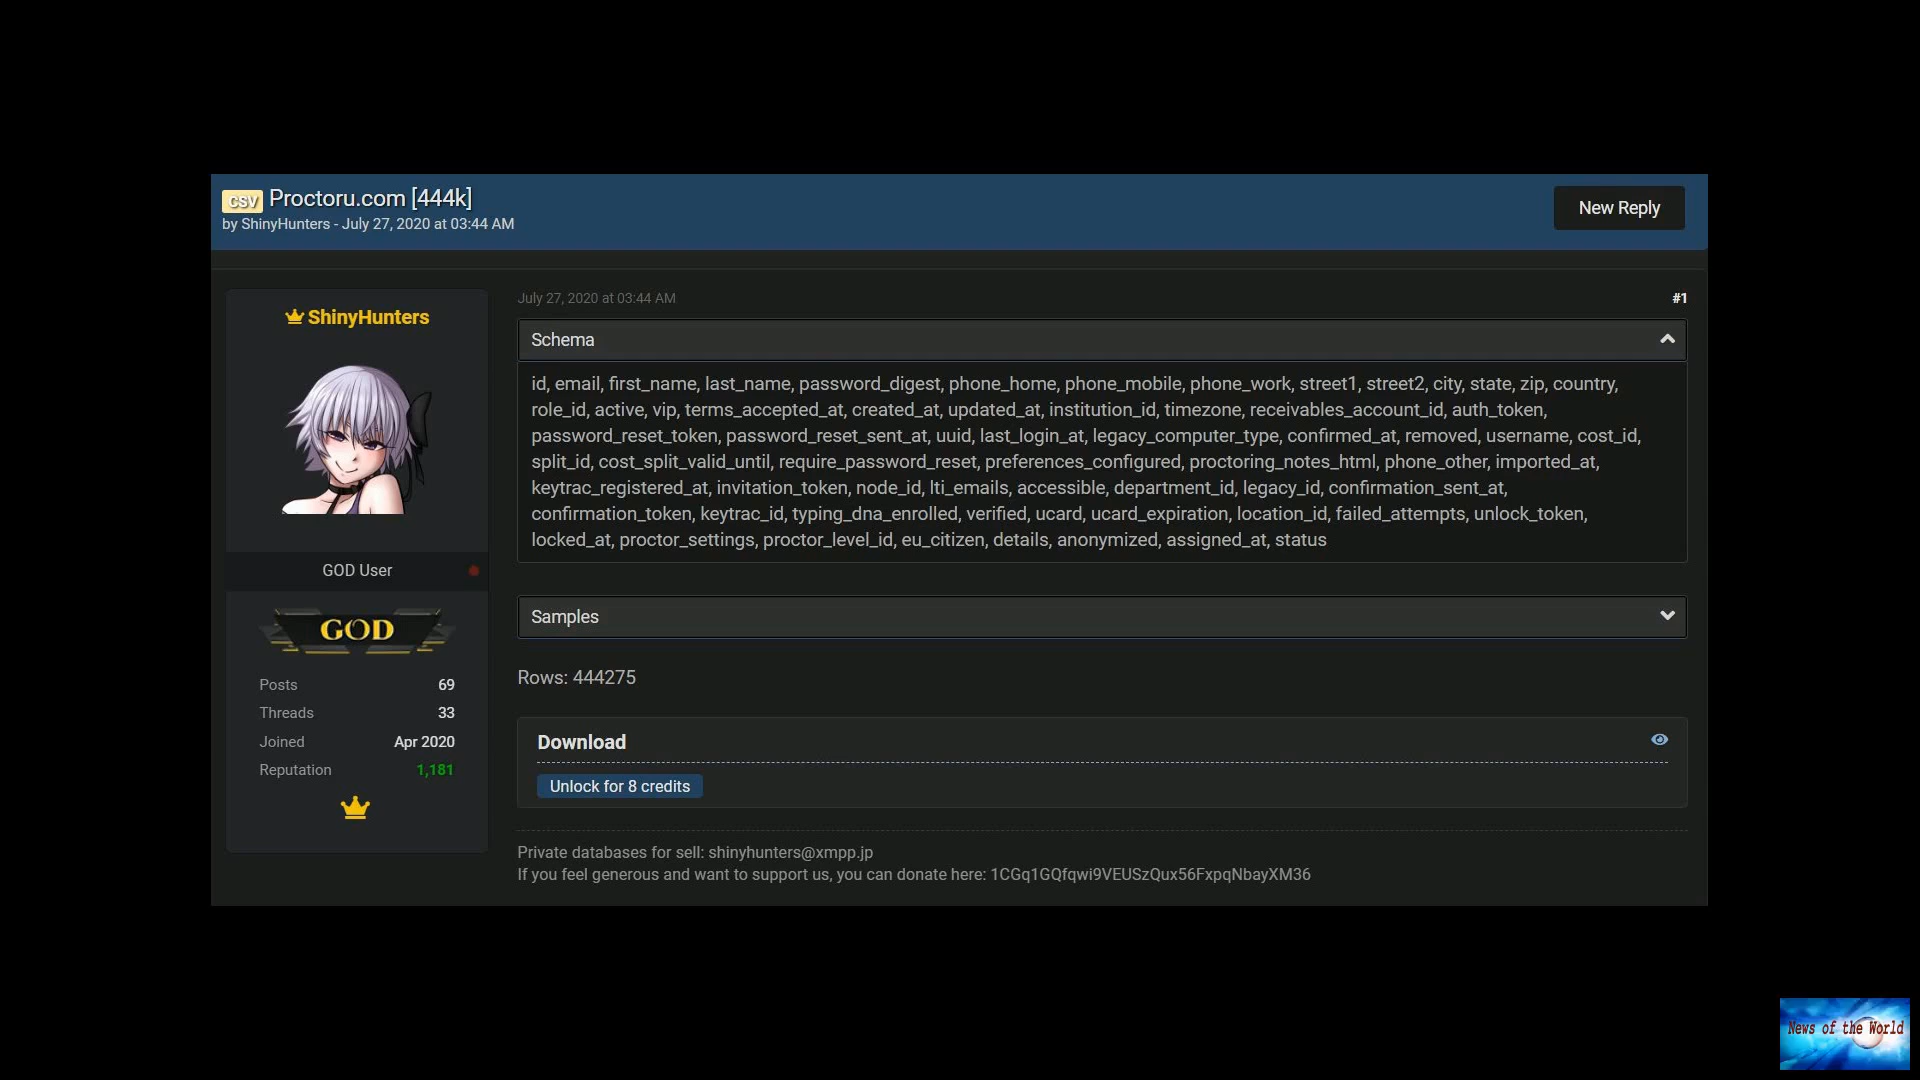 CSV Proctoru.com [444k]
by ShinyHunters - July 27, 2020 at 03:44 AM
New Reply
ShinyHunters
GOD User
GOD
Posts 69
Threads 33
Joined Apr 2020
Reputation 1,181
July 27, 2020 at 03:44 AM
#1
Schema
id, email, first_name, last_name, password_digest, phone_home, phone_mobile, phone_work, street1, street2, city, state, zip, country,
role_id, active, vip, terms_accepted_at, created_at, updated_at, institution_id, timezone, receivables_account_id, auth_token,
password_reset_token, password_reset_sent_at, uuid, last_login_at, legacy_computer_type, confirmed_at, removed, username, cost_id,
split_id, cost_split_valid_until, require_password_reset, preferences_configured, proctoring_notes_html, phone_other, imported_at,
keytrac_registered_at, invitation_token, node_id, lti_emails, accessible, department_id, legacy_id, confirmation_sent_at,
confirmation_token, keytrac_id, typing_dna_enrolled, verified, ucard, ucard_expiration, location_id, failed_attempts, unlock_token,
locked_at, proctor_settings, proctor_level_id, eu_citizen, details, anonymized, assigned_at, status
Samples
Rows: 444275
Download
Unlock for 8 credits
Private databases for sell: shinyhunters@xmpp.jp
If you feel generous and want to support us, you can donate here: 1CGq1GQfqwi9VEUSzQux56FxpqNbayXM36
News of the World